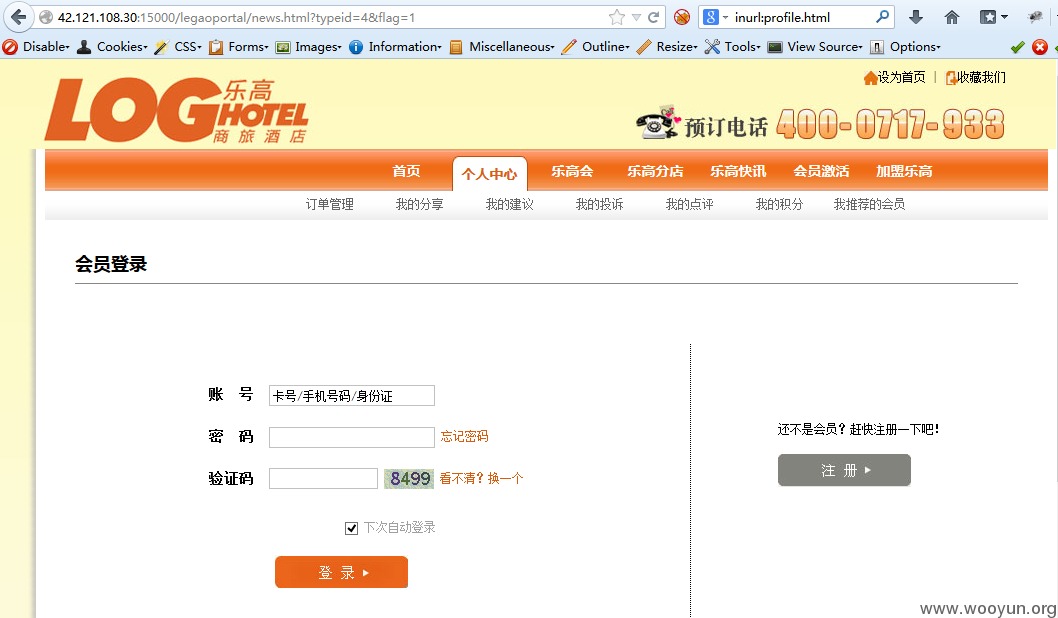 42.121.108.30:15000/legaoportal/news.html?typeid=4&flag=1
8
inurl:profile.html
Disable Cookies CSS Forms Images Information Miscellaneous Outline Resize Tools View Source Options
设为首页 | 收藏我们
LOG 乐高 HOTEL 商旅酒店
预订电话 400-0717-933
首页 个人中心 乐高会 乐高分店 乐高快讯 会员激活 加盟乐高
订单管理 我的分享 我的建议 我的投诉 我的点评 我的积分 我推荐的会员
会员登录
账 号 卡号/手机号码/身份证
密 码 忘记密码
验证码 8499 看不清？换一个
下次自动登录
登 录
还不是会员？赶快注册一下吧！
注 册
www.wooyun.org